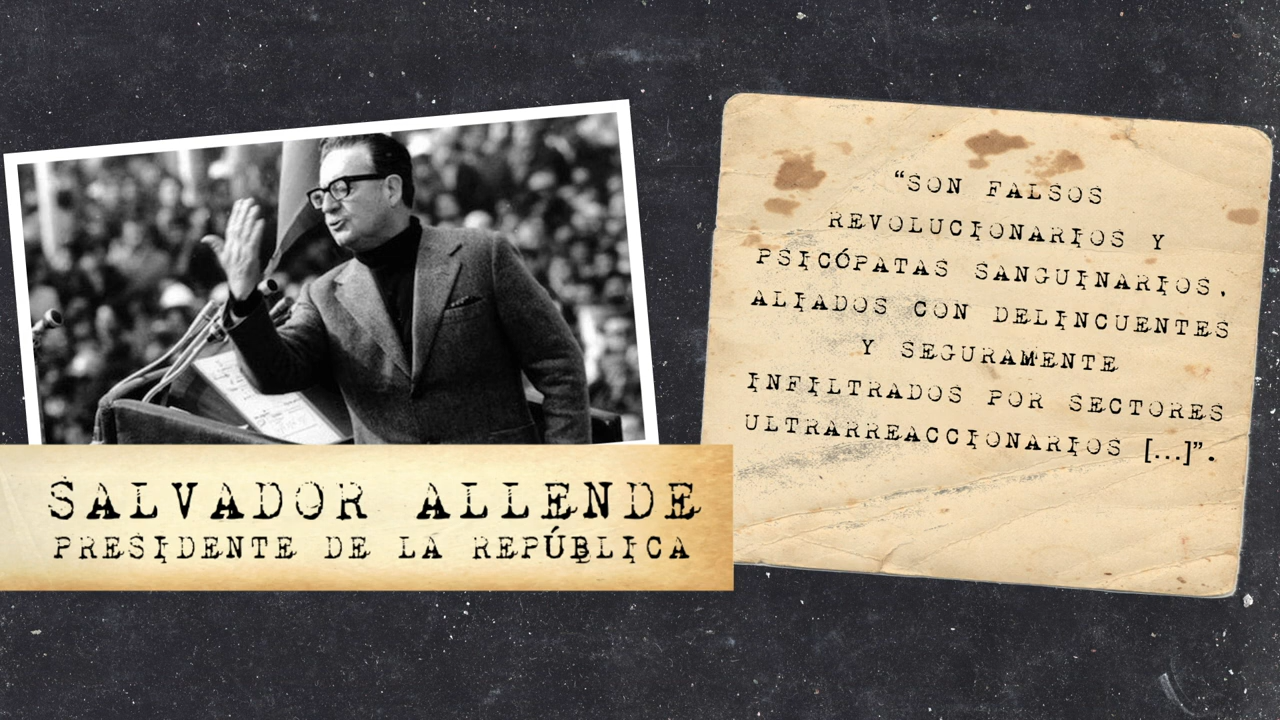 SALVADOR ALLENDE
PRESIDENTE DE LA REPÚBLICA
“SON FALSOS
REVOLUCIONARIOS Y
PSICÓPATAS SANGUINARIOS.
ALIADOS CON DELINCUENTES
Y SEGURAMENTE
INFILTRADOS POR SECTORES
ULTRARREACCIONARIOS [...]”.